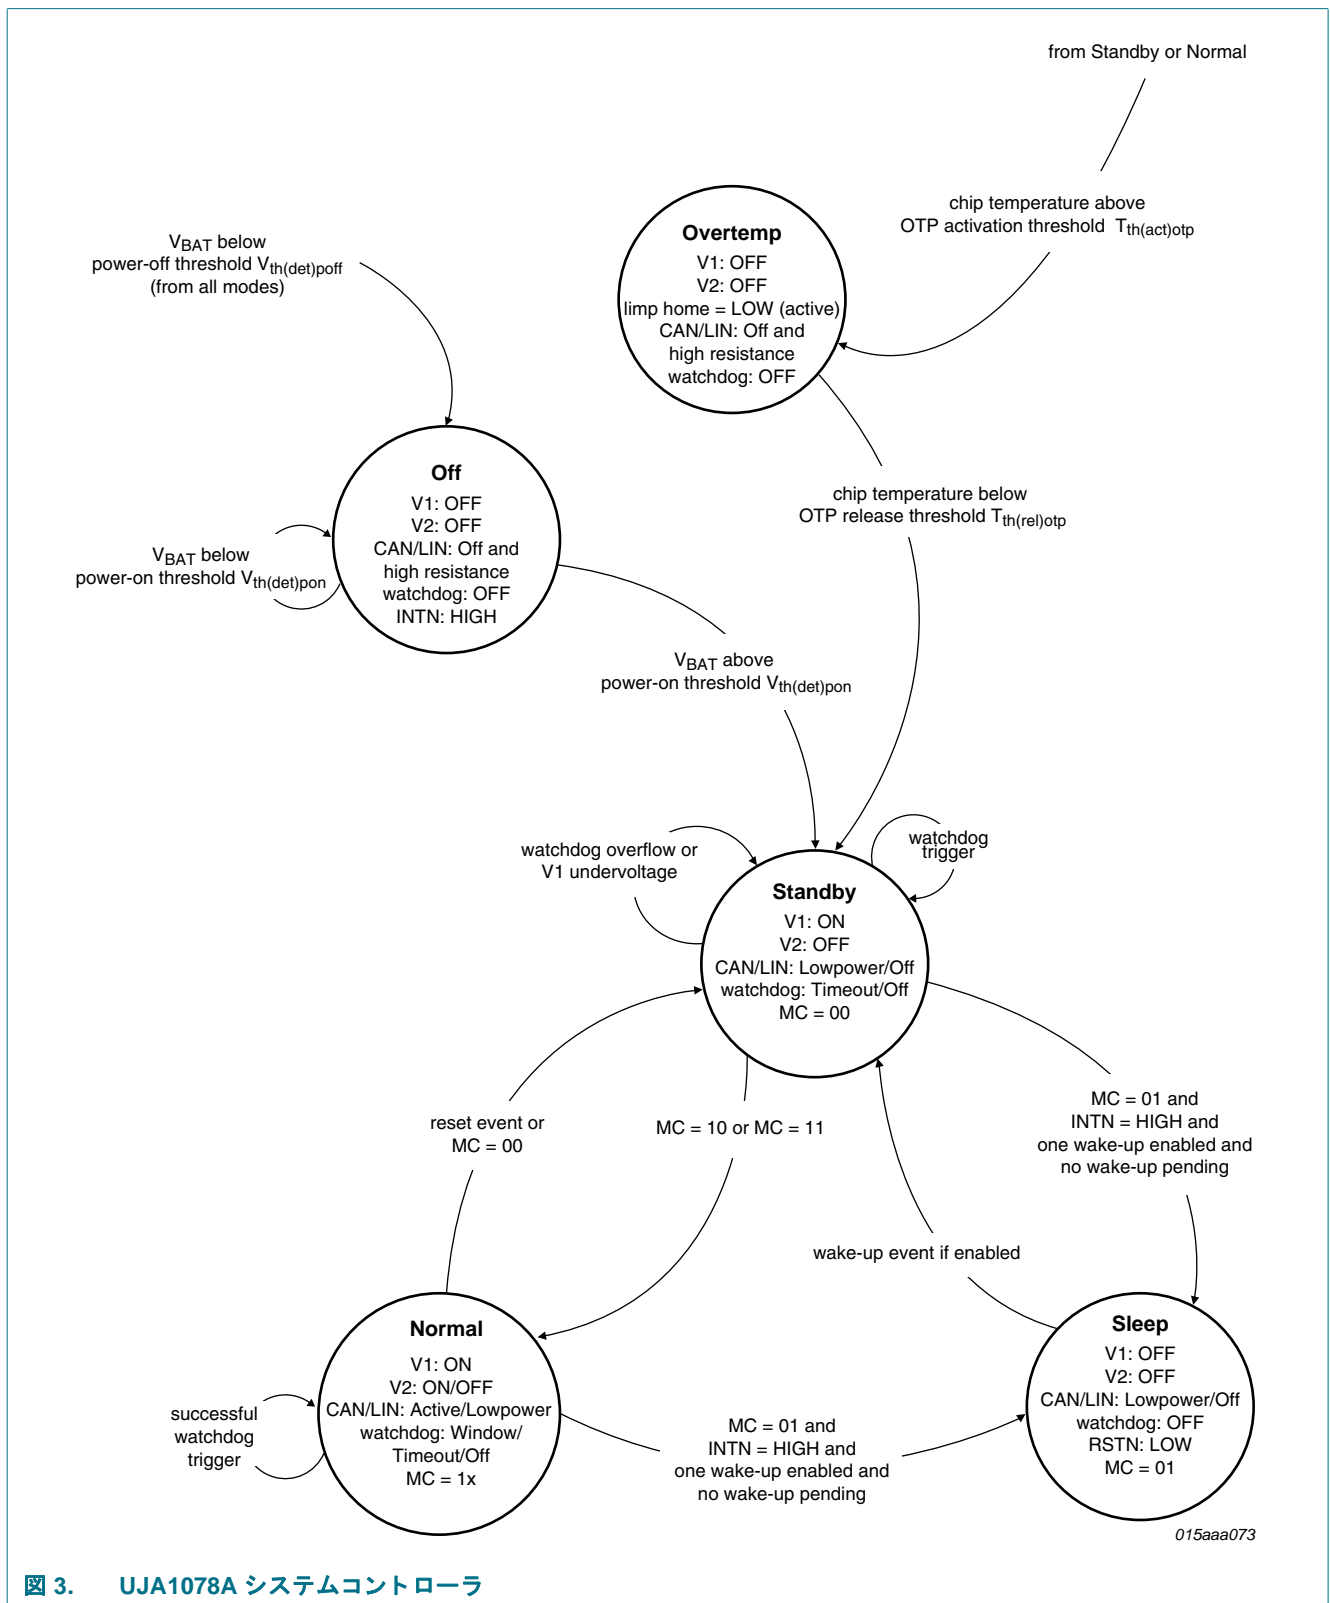 from Standby or Normal
chip temperature above
OTP activation threshold Tth(act)otp
Overtemp
V1: OFF
V2: OFF
limp home = LOW (active)
CAN/LIN: Off and
high resistance
watchdog: OFF
VBAT below
power-off threshold Vth(det)poff
(from all modes)
Off
V1: OFF
V2: OFF
CAN/LIN: Off and
high resistance
watchdog: OFF
INTN: HIGH
VBAT below
power-on threshold Vth(det)pon
chip temperature below
OTP release threshold Tth(rel)otp
VBAT above
power-on threshold Vth(det)pon
watchdog overflow or
V1 undervoltage
watchdog
trigger
Standby
V1: ON
V2: OFF
CAN/LIN: Lowpower/Off
watchdog: Timeout/Off
MC = 00
reset event or
MC = 00
MC = 10 or MC = 11
MC = 01 and
INTN = HIGH and
one wake-up enabled and
no wake-up pending
wake-up event if enabled
Normal
V1: ON
V2: ON/OFF
CAN/LIN: Active/Lowpower
watchdog: Window/
Timeout/Off
MC = 1x
successful
watchdog
trigger
MC = 01 and
INTN = HIGH and
one wake-up enabled and
no wake-up pending
Sleep
V1: OFF
V2: OFF
CAN/LIN: Lowpower/Off
watchdog: OFF
RSTN: LOW
MC = 01
015aaa073
図 3. UJA1078A システムコントローラ